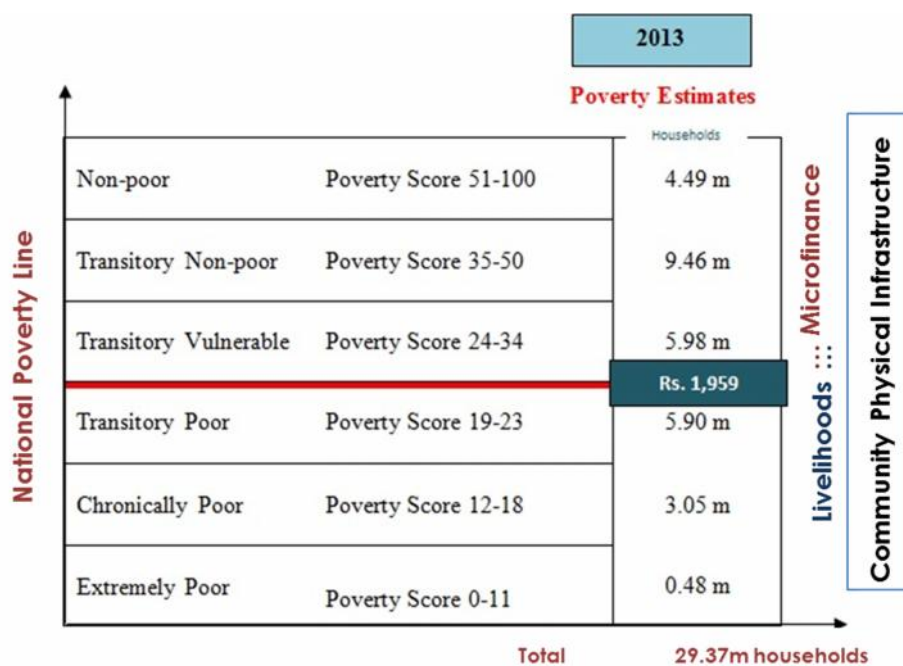 2013
Poverty Estimates
Households
Non-poor Poverty Score 51-100 4.49 m
Transitory Non-poor Poverty Score 35-50 9.46 m
Transitory Vulnerable Poverty Score 24-34 5.98 m
Rs. 1,959
Transitory Poor Poverty Score 19-23 5.90 m
Chronically Poor Poverty Score 12-18 3.05 m
Extremely Poor Poverty Score 0-11 0.48 m
Total 29.37m households
National Poverty Line
Livelihoods ::: Microfinance
Community Physical Infrastructure